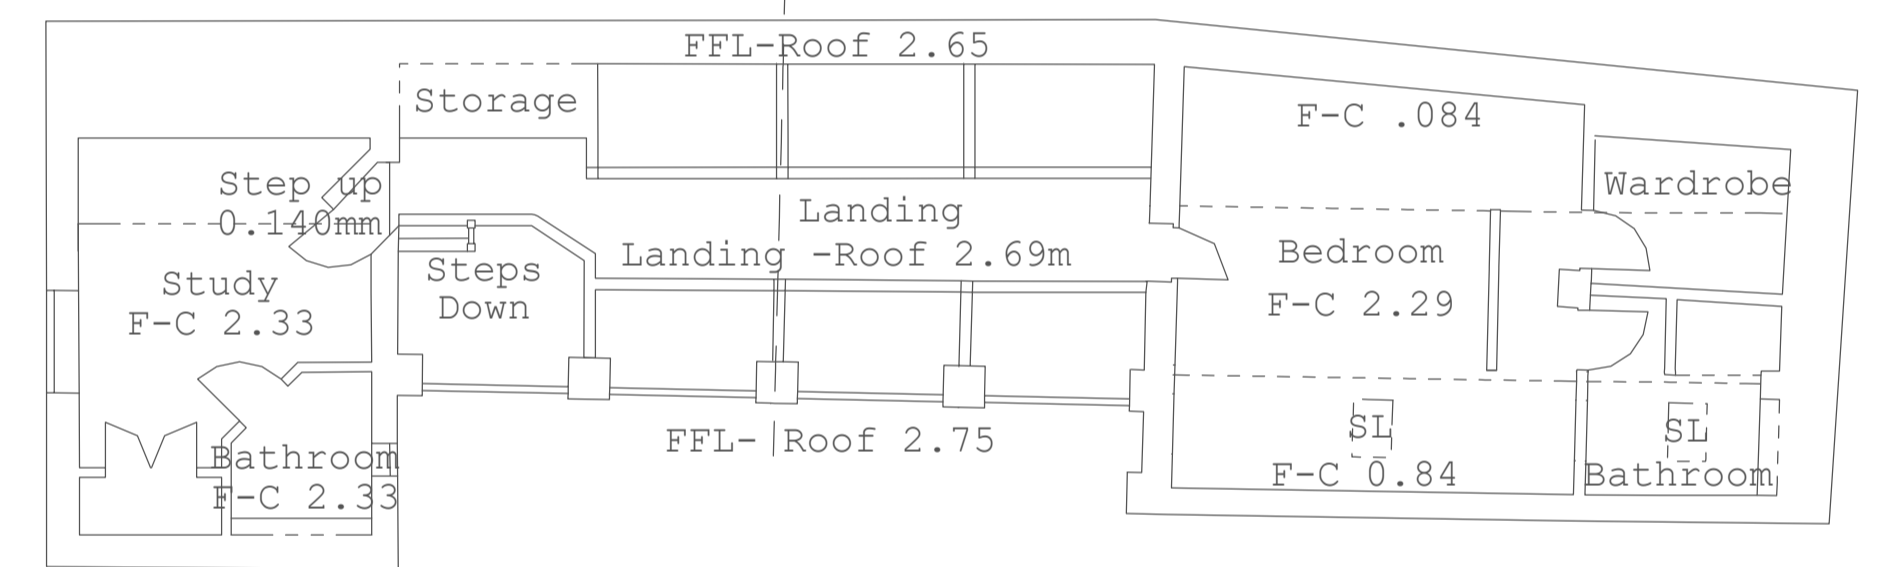 FFL-Roof 2.65
Storage
F-C .084
Step up
0.140mm
Wardrobe
Landing
Landing -Roof 2.69m
Bedroom
F-C 2.29
Steps
Down
Study
F-C 2.33
SL
SL
FFL- Roof 2.75
Bathroom
F-C 2.33
F-C 0.84
Bathroom